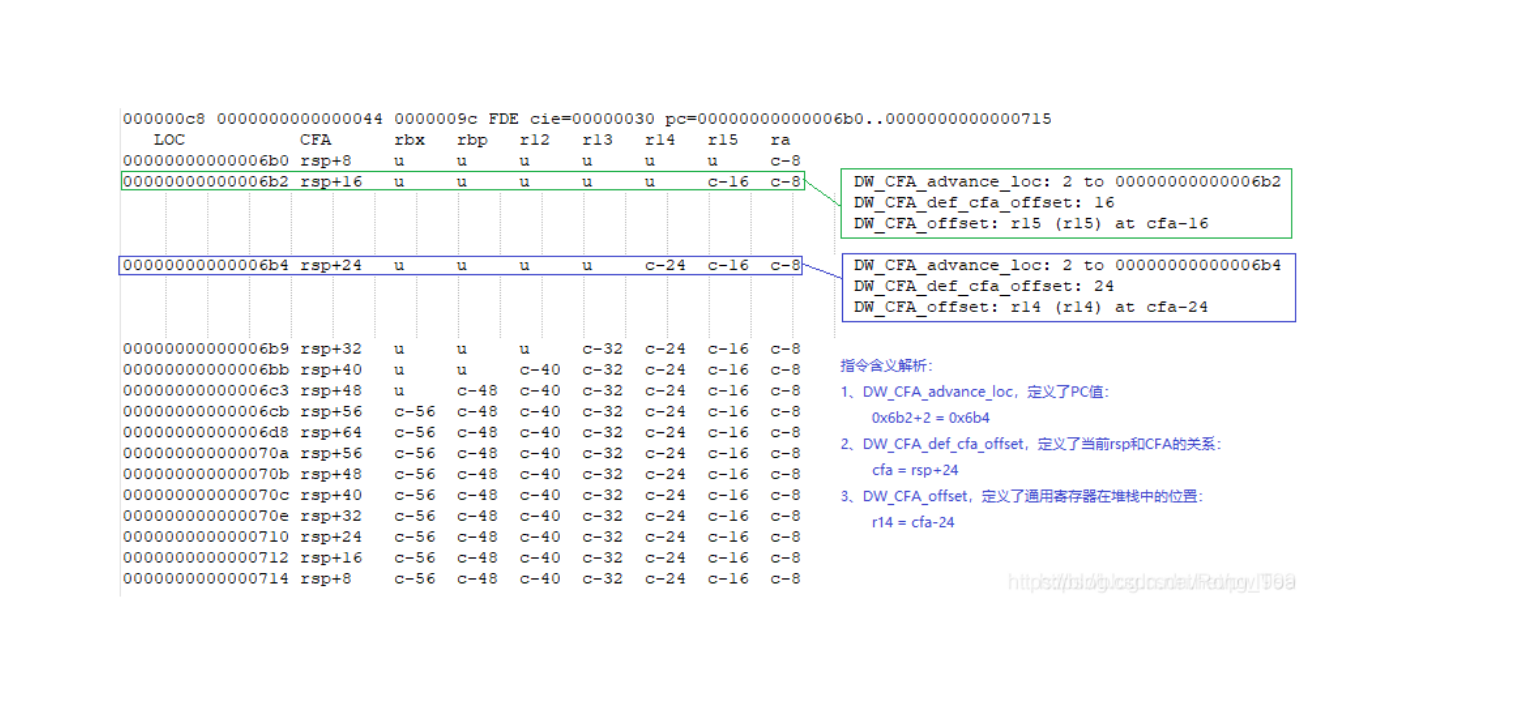 000000c8 0000000000000044 0000009c FDE cie=00000030 pc=00000000000006b0..0000000000000715
LOC CFA rbx rbp r12 r13 r14 r15 ra
00000000000006b0 rsp+8 u u u u u u c-8
00000000000006b2 rsp+16 u u u u u c-16 c-8
DW_CFA_advance_loc: 2 to 00000000000006b2
DW_CFA_def_cfa_offset: 16
DW_CFA_offset: r15 (r15) at cfa-16
00000000000006b4 rsp+24 u u u u c-24 c-16 c-8
DW_CFA_advance_loc: 2 to 00000000000006b4
DW_CFA_def_cfa_offset: 24
DW_CFA_offset: r14 (r14) at cfa-24
00000000000006b9 rsp+32 u u u c-32 c-24 c-16 c-8
00000000000006bb rsp+40 u u c-40 c-32 c-24 c-16 c-8
00000000000006c3 rsp+48 u c-48 c-40 c-32 c-24 c-16 c-8
00000000000006cb rsp+56 c-56 c-48 c-40 c-32 c-24 c-16 c-8
00000000000006d8 rsp+64 c-56 c-48 c-40 c-32 c-24 c-16 c-8
000000000000070a rsp+56 c-56 c-48 c-40 c-32 c-24 c-16 c-8
000000000000070b rsp+48 c-56 c-48 c-40 c-32 c-24 c-16 c-8
000000000000070c rsp+40 c-56 c-48 c-40 c-32 c-24 c-16 c-8
000000000000070e rsp+32 c-56 c-48 c-40 c-32 c-24 c-16 c-8
0000000000000710 rsp+24 c-56 c-48 c-40 c-32 c-24 c-16 c-8
0000000000000712 rsp+16 c-56 c-48 c-40 c-32 c-24 c-16 c-8
0000000000000714 rsp+8 c-56 c-48 c-40 c-32 c-24 c-16 c-8
指令含义解析:
1、DW_CFA_advance_loc，定义了PC值:
0x6b2+2 = 0x6b4
2、DW_CFA_def_cfa_offset，定义了当前rsp和CFA的关系:
cfa = rsp+24
3、DW_CFA_offset，定义了通用寄存器在堆栈中的位置:
r14 = cfa-24